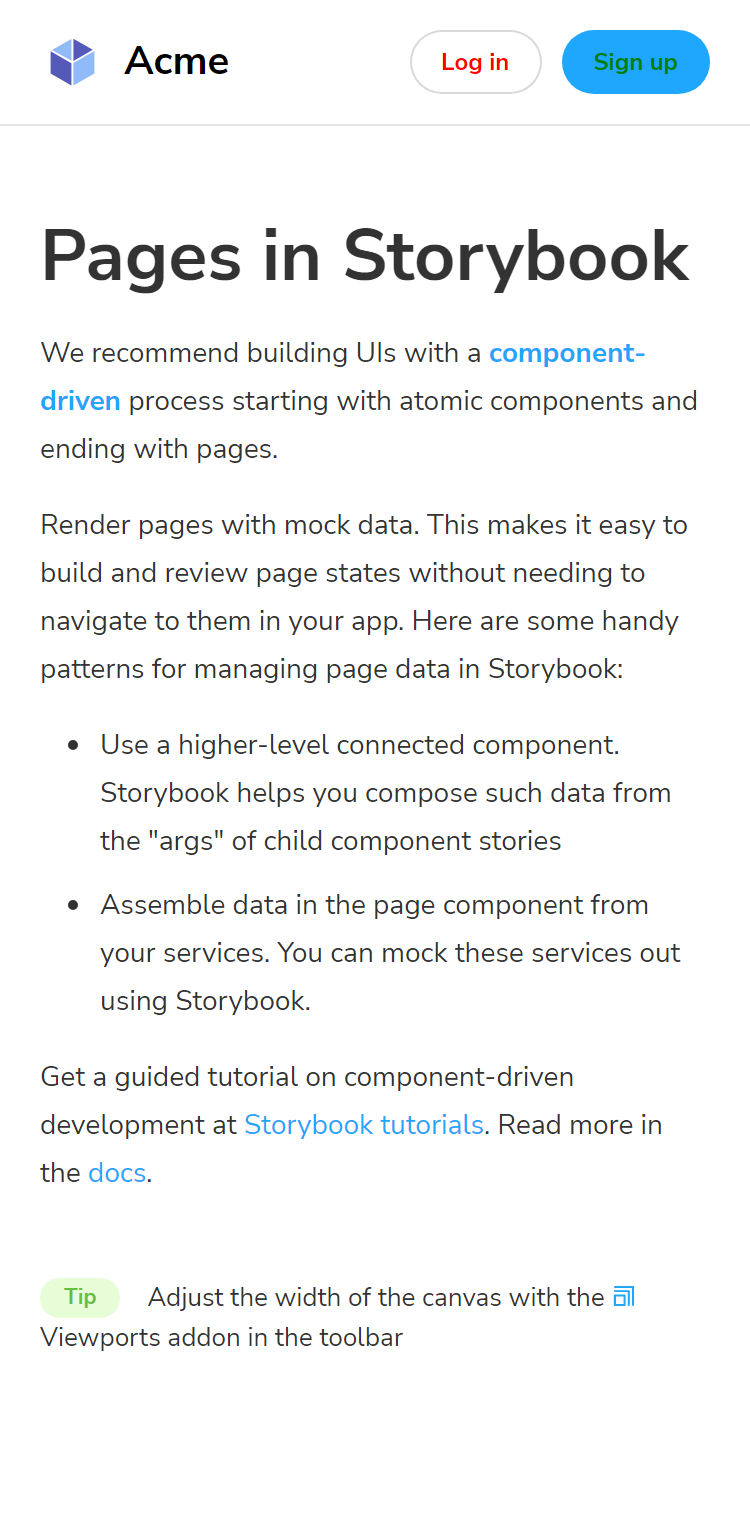 Acme
Log in
Sign up
Pages in Storybook
We recommend building UIs with a component-
driven process starting with atomic components and
ending with pages.
Render pages with mock data. This makes it easy to
build and review page states without needing to
navigate to them in your app. Here are some handy
patterns for managing page data in Storybook:
Use a higher-level connected component.
Storybook helps you compose such data from
the "args" of child component stories
Assemble data in the page component from
your services. You can mock these services out
using Storybook.
Get a guided tutorial on component-driven
development at Storybook tutorials. Read more in
the docs.
Tip Adjust the width of the canvas with the
Viewports addon in the toolbar